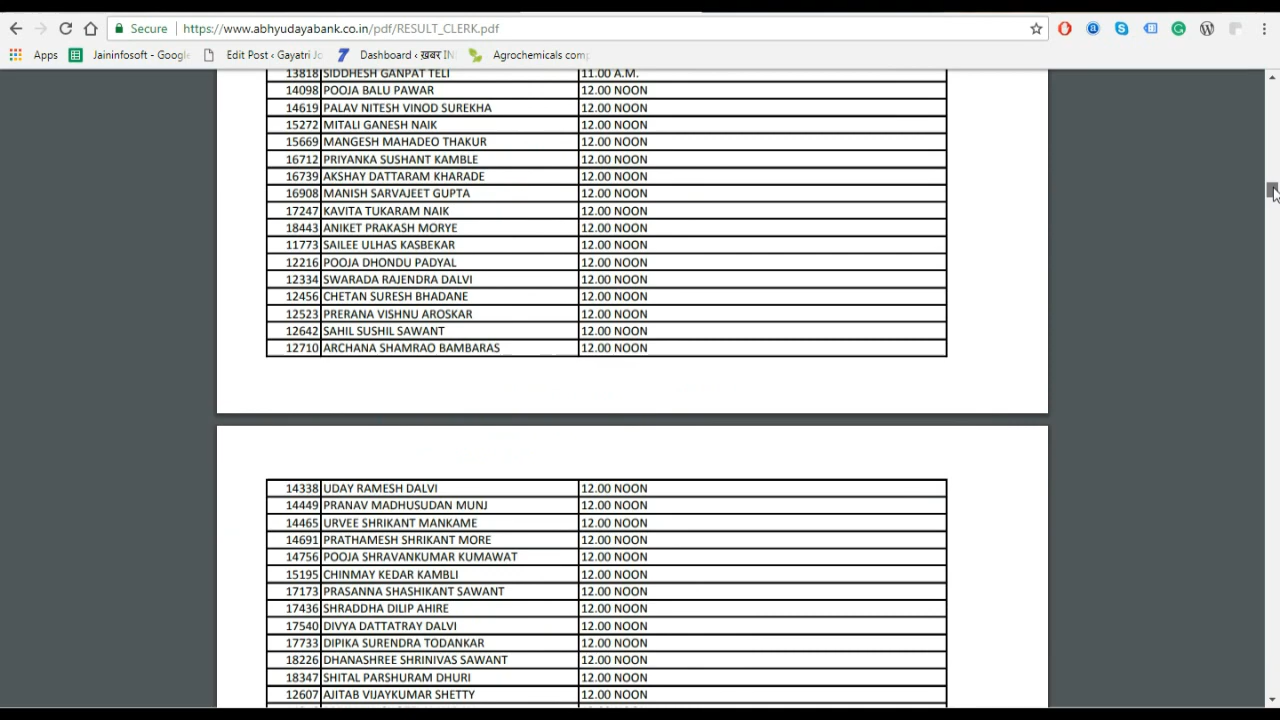 Secure https://www.abhyudayabank.co.in/pdf/RESULT_CLERK.pdf
Apps Jaininfosoft - Google Edit Post ‹ Gayatri Jo Dashboard ‹ ख़बर IN Agrochemicals com
13818 SIDDHESH GANPAT TELI 11.00 A.M.
14098 POOJA BALU PAWAR 12.00 NOON
14619 PALAV NITESH VINOD SUREKHA 12.00 NOON
15272 MITALI GANESH NAIK 12.00 NOON
15669 MANGESH MAHADEO THAKUR 12.00 NOON
16712 PRIYANKA SUSHANT KAMBLE 12.00 NOON
16739 AKSHAY DATTARAM KHARADE 12.00 NOON
16908 MANISH SARVAJEET GUPTA 12.00 NOON
17247 KAVITA TUKARAM NAIK 12.00 NOON
18443 ANIKET PRAKASH MORYE 12.00 NOON
11773 SAILEE ULHAS KASBEKAR 12.00 NOON
12216 POOJA DHONDU PADYAL 12.00 NOON
12334 SWARADA RAJENDRA DALVI 12.00 NOON
12456 CHETAN SURESH BHADANE 12.00 NOON
12523 PRERANA VISHNU AROSKAR 12.00 NOON
12642 SAHIL SUSHIL SAWANT 12.00 NOON
12710 ARCHANA SHAMRAO BAMBARAS 12.00 NOON
14338 UDAY RAMESH DALVI 12.00 NOON
14449 PRANAV MADHUSUDAN MUNJ 12.00 NOON
14465 URVEE SHRIKANT MANKAME 12.00 NOON
14691 PRATHAMESH SHRIKANT MORE 12.00 NOON
14756 POOJA SHRAVANKUMAR KUMAWAT 12.00 NOON
15195 CHINMAY KEDAR KAMBLI 12.00 NOON
17173 PRASANNA SHASHIKANT SAWANT 12.00 NOON
17436 SHRADDHA DILIP AHIRE 12.00 NOON
17540 DIVYA DATTATRAY DALVI 12.00 NOON
17733 DIPIKA SURENDRA TODANKAR 12.00 NOON
18226 DHANASHREE SHRINIVAS SAWANT 12.00 NOON
18347 SHITAL PARSHURAM DHURI 12.00 NOON
12607 AJITAB VIJAYKUMAR SHETTY 12.00 NOON